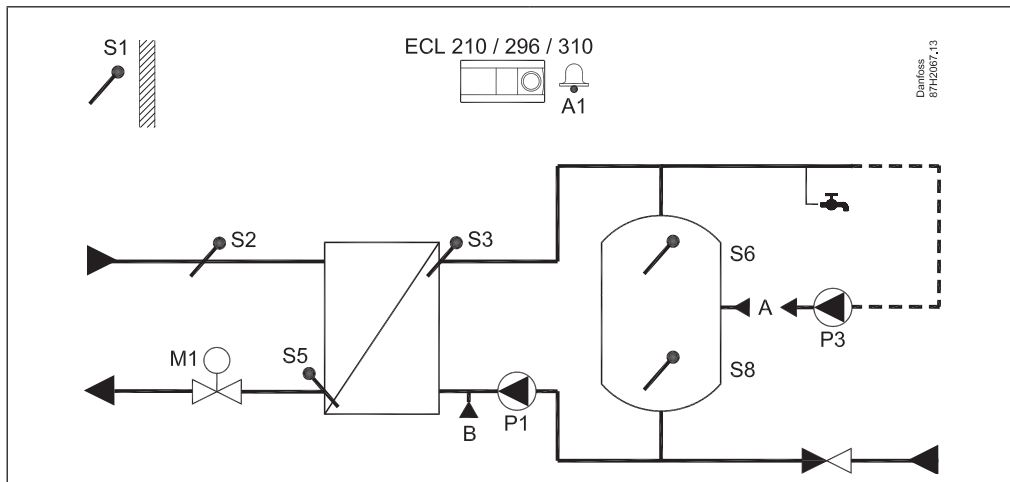 S1
ECL 210 / 296 / 310
A1
Danfoss
87H2067.13
S2
S3
S6
A
P3
M1
S5
S8
B
P1